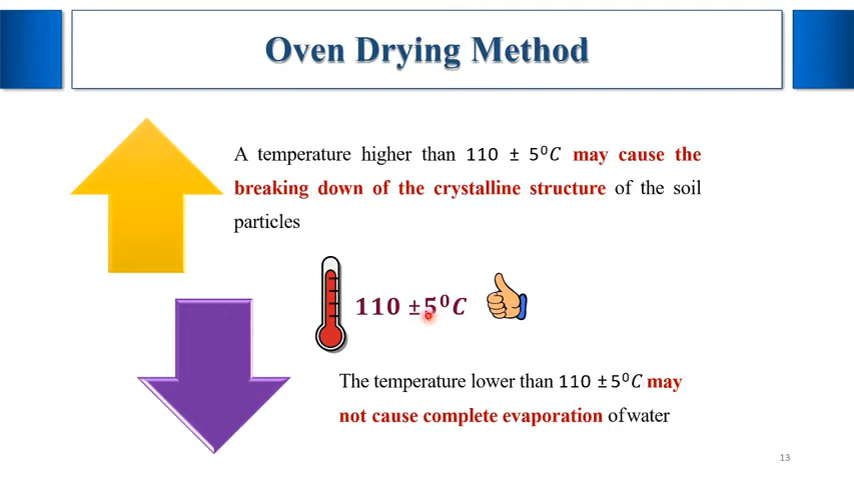 Oven Drying Method
A temperature higher than 110 ± 5⁰C may cause the
breaking down of the crystalline structure of the soil
particles
110 ±5⁰C
The temperature lower than 110 ±5⁰C may
not cause complete evaporation of water
13